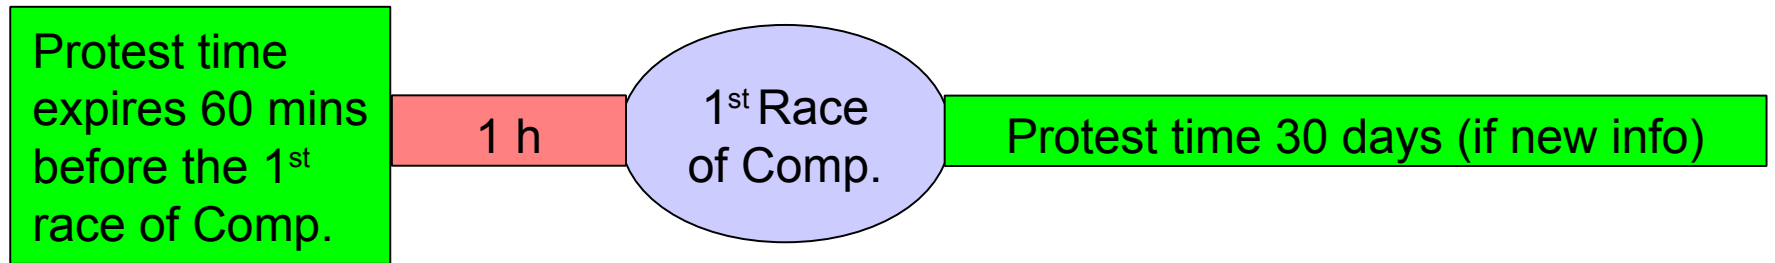 Protest time
expires 60 mins
before the 1st
race of Comp.
1 h
1st Race
of Comp.
Protest time 30 days (if new info)